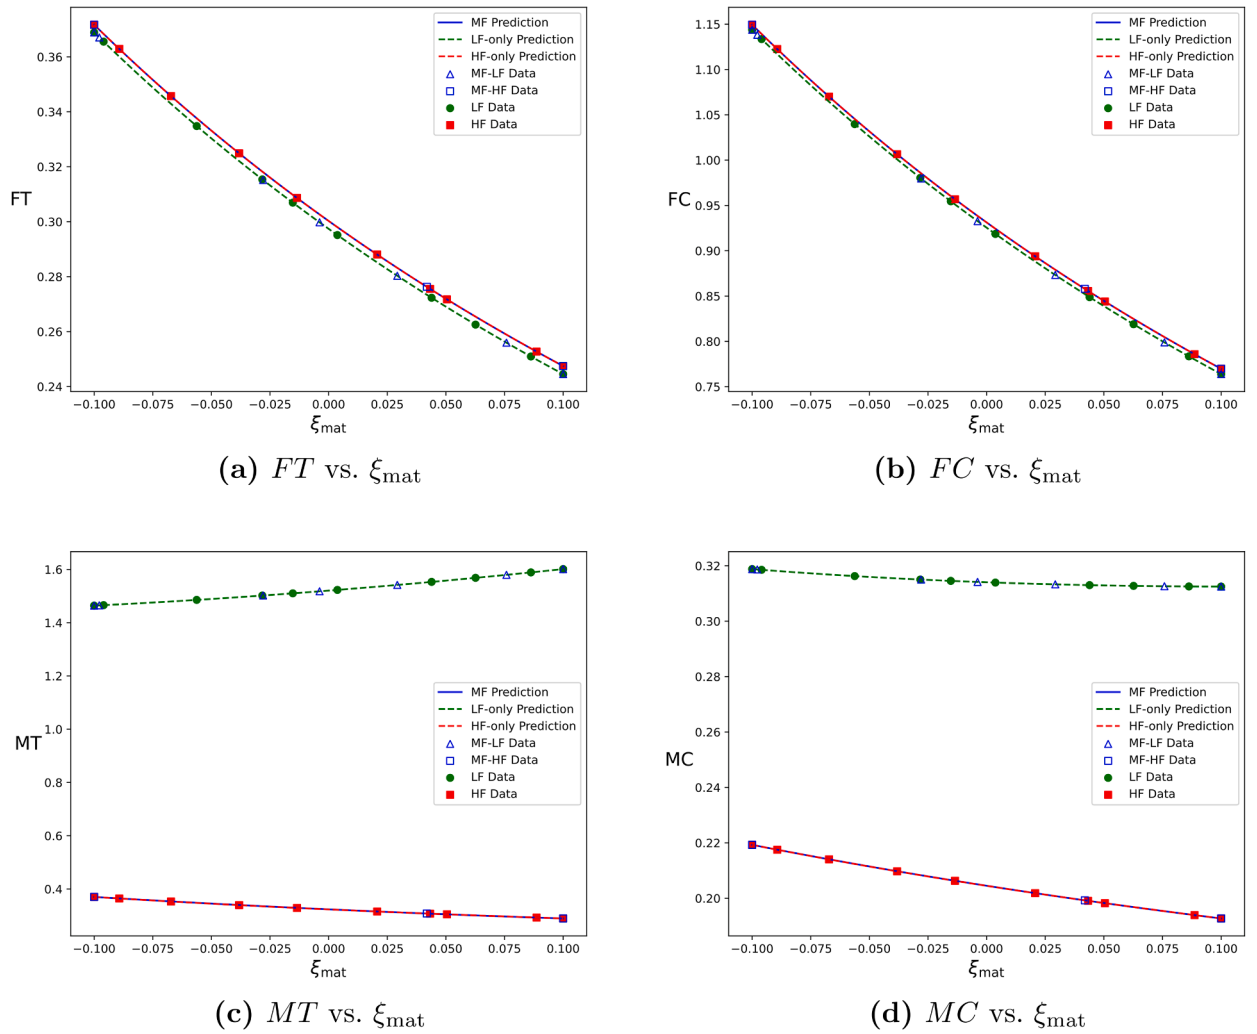 0.36
0.34
0.32
0.30
0.28
0.26
0.24
FT
MF Prediction
LF-only Prediction
HF-only Prediction
MF-LF Data
MF-HF Data
LF Data
HF Data
−0.100 −0.075 −0.050 −0.025 0.000 0.025 0.050 0.075 0.100
ξmat
(a) FT vs. ξmat
1.15
1.10
1.05
1.00
0.95
0.90
0.85
0.80
0.75
FC
MF Prediction
LF-only Prediction
HF-only Prediction
MF-LF Data
MF-HF Data
LF Data
HF Data
−0.100 −0.075 −0.050 −0.025 0.000 0.025 0.050 0.075 0.100
ξmat
(b) FC vs. ξmat
1.6
1.4
1.2
1.0
0.8
0.6
0.4
MT
MF Prediction
LF-only Prediction
HF-only Prediction
MF-LF Data
MF-HF Data
LF Data
HF Data
−0.100 −0.075 −0.050 −0.025 0.000 0.025 0.050 0.075 0.100
ξmat
(c) MT vs. ξmat
0.32
0.30
0.28
0.26
0.24
0.22
0.20
MC
MF Prediction
LF-only Prediction
HF-only Prediction
MF-LF Data
MF-HF Data
LF Data
HF Data
−0.100 −0.075 −0.050 −0.025 0.000 0.025 0.050 0.075 0.100
ξmat
(d) MC vs. ξmat